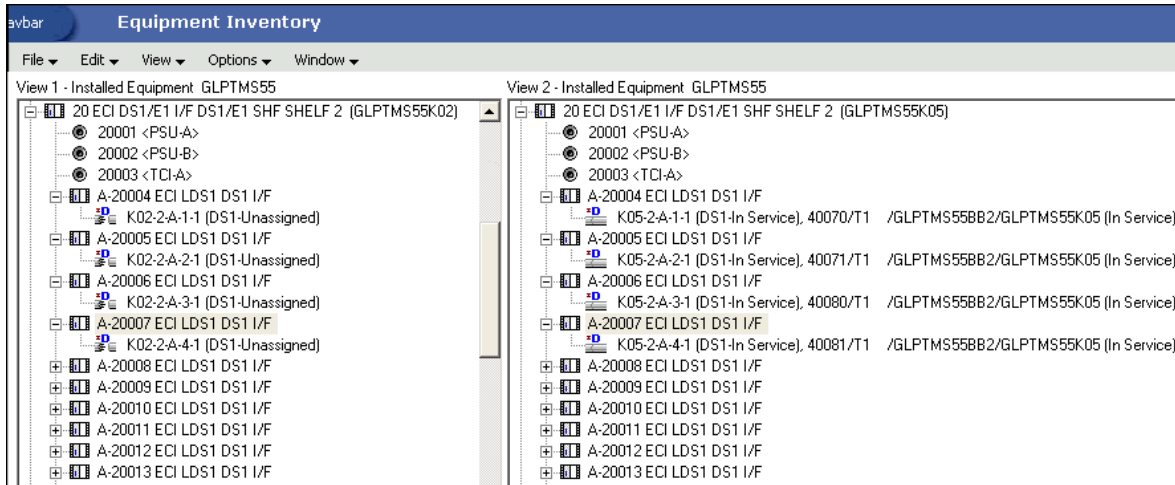 avbar Equipment Inventory
File Edit View Options Window
View 1 - Installed Equipment GLPTMS55
20 ECI DS1/E1 I/F DS1/E1 SHF SHELF 2 (GLPTMS55K02)
20001 <PSU-A>
20002 <PSU-B>
20003 <TCI-A>
A-20004 ECI LDS1 DS1 I/F
K02-2-A-1-1 (DS1-Unassigned)
A-20005 ECI LDS1 DS1 I/F
K02-2-A-2-1 (DS1-Unassigned)
A-20006 ECI LDS1 DS1 I/F
K02-2-A-3-1 (DS1-Unassigned)
A-20007 ECI LDS1 DS1 I/F
K02-2-A-4-1 (DS1-Unassigned)
A-20008 ECI LDS1 DS1 I/F
A-20009 ECI LDS1 DS1 I/F
A-20010 ECI LDS1 DS1 I/F
A-20011 ECI LDS1 DS1 I/F
A-20012 ECI LDS1 DS1 I/F
A-20013 ECI LDS1 DS1 I/F
View 2 - Installed Equipment GLPTMS55
20 ECI DS1/E1 I/F DS1/E1 SHF SHELF 2 (GLPTMS55K05)
20001 <PSU-A>
20002 <PSU-B>
20003 <TCI-A>
A-20004 ECI LDS1 DS1 I/F
K05-2-A-1-1 (DS1-In Service), 40070/T1 /GLPTMS55BB2/GLPTMS55K05 (In Service)
A-20005 ECI LDS1 DS1 I/F
K05-2-A-2-1 (DS1-In Service), 40071/T1 /GLPTMS55BB2/GLPTMS55K05 (In Service)
A-20006 ECI LDS1 DS1 I/F
K05-2-A-3-1 (DS1-In Service), 40080/T1 /GLPTMS55BB2/GLPTMS55K05 (In Service)
A-20007 ECI LDS1 DS1 I/F
K05-2-A-4-1 (DS1-In Service), 40081/T1 /GLPTMS55BB2/GLPTMS55K05 (In Service)
A-20008 ECI LDS1 DS1 I/F
A-20009 ECI LDS1 DS1 I/F
A-20010 ECI LDS1 DS1 I/F
A-20011 ECI LDS1 DS1 I/F
A-20012 ECI LDS1 DS1 I/F
A-20013 ECI LDS1 DS1 I/F